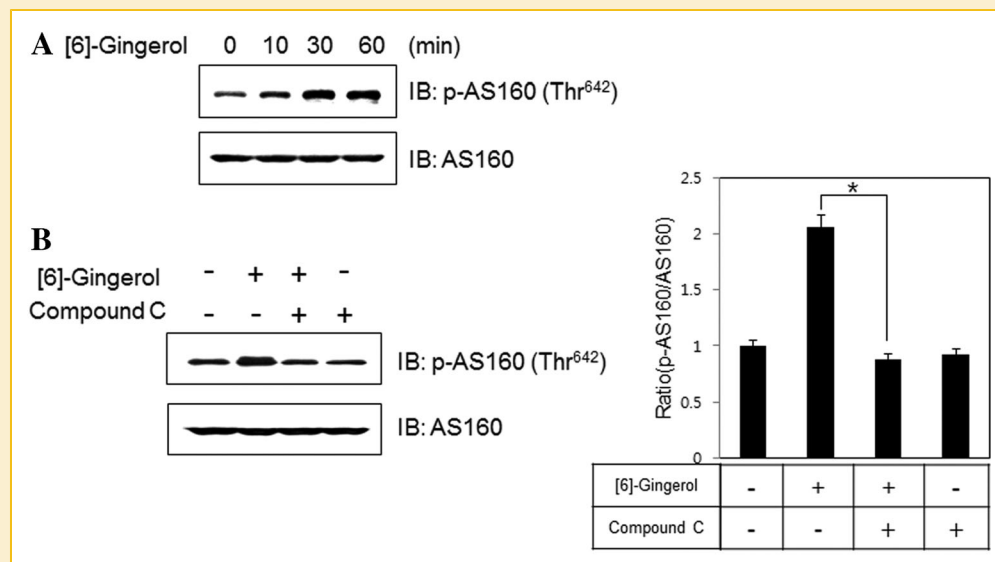 A [6]-Gingerol 0 10 30 60 (min)
IB: p-AS160 (Thr642)
IB: AS160
B
[6]-Gingerol - + + -
Compound C - - + +
IB: p-AS160 (Thr642)
IB: AS160
Ratio(p-AS160/AS160)
2.5
2
1.5
1
0.5
0
*
[6]-Gingerol - + + -
Compound C - - + +